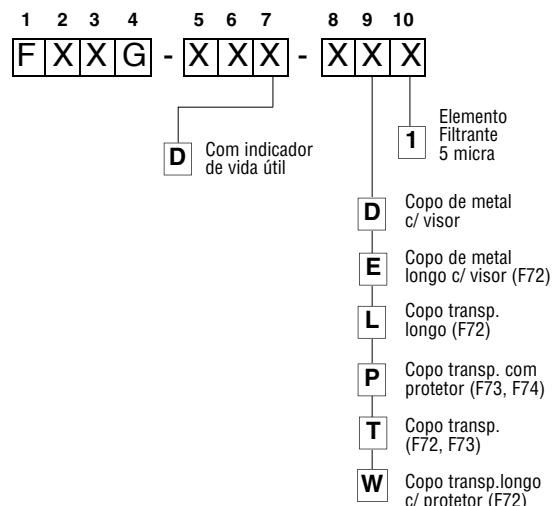 1 2 3 4 5 6 7 8 9 10
F X X G - X X X - X X X
D Com indicador
de vida útil
1 Elemento
Filtrante
5 micra
D Copo de metal
c/ visor
E Copo de metal
longo c/ visor (F72)
L Copo transp.
longo (F72)
P Copo transp. com
protetor (F73, F74)
T Copo transp.
(F72, F73)
W Copo transp.longo
c/ protetor (F72)